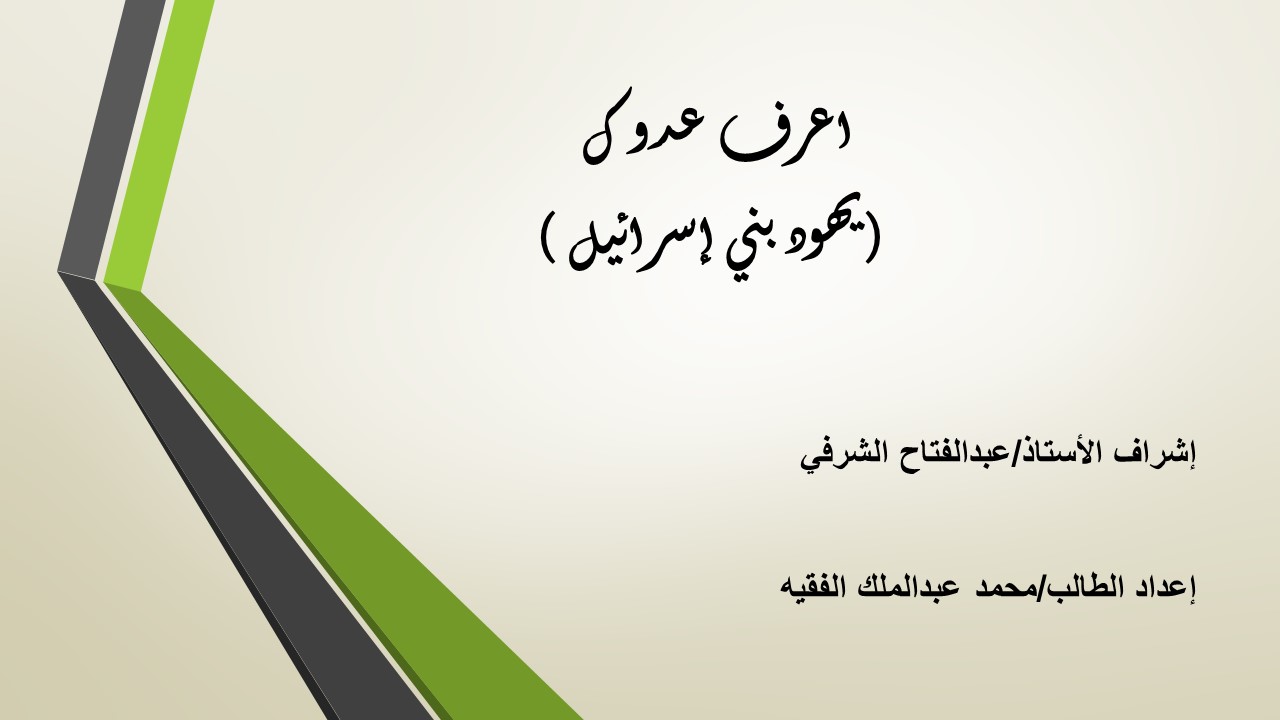 اعرف عدوك
(يهود بني إسرائيل )
إشراف الأستاذ/عبدالفتاح الشرفي
إعداد الطالب/محمد عبدالملك الفقيه